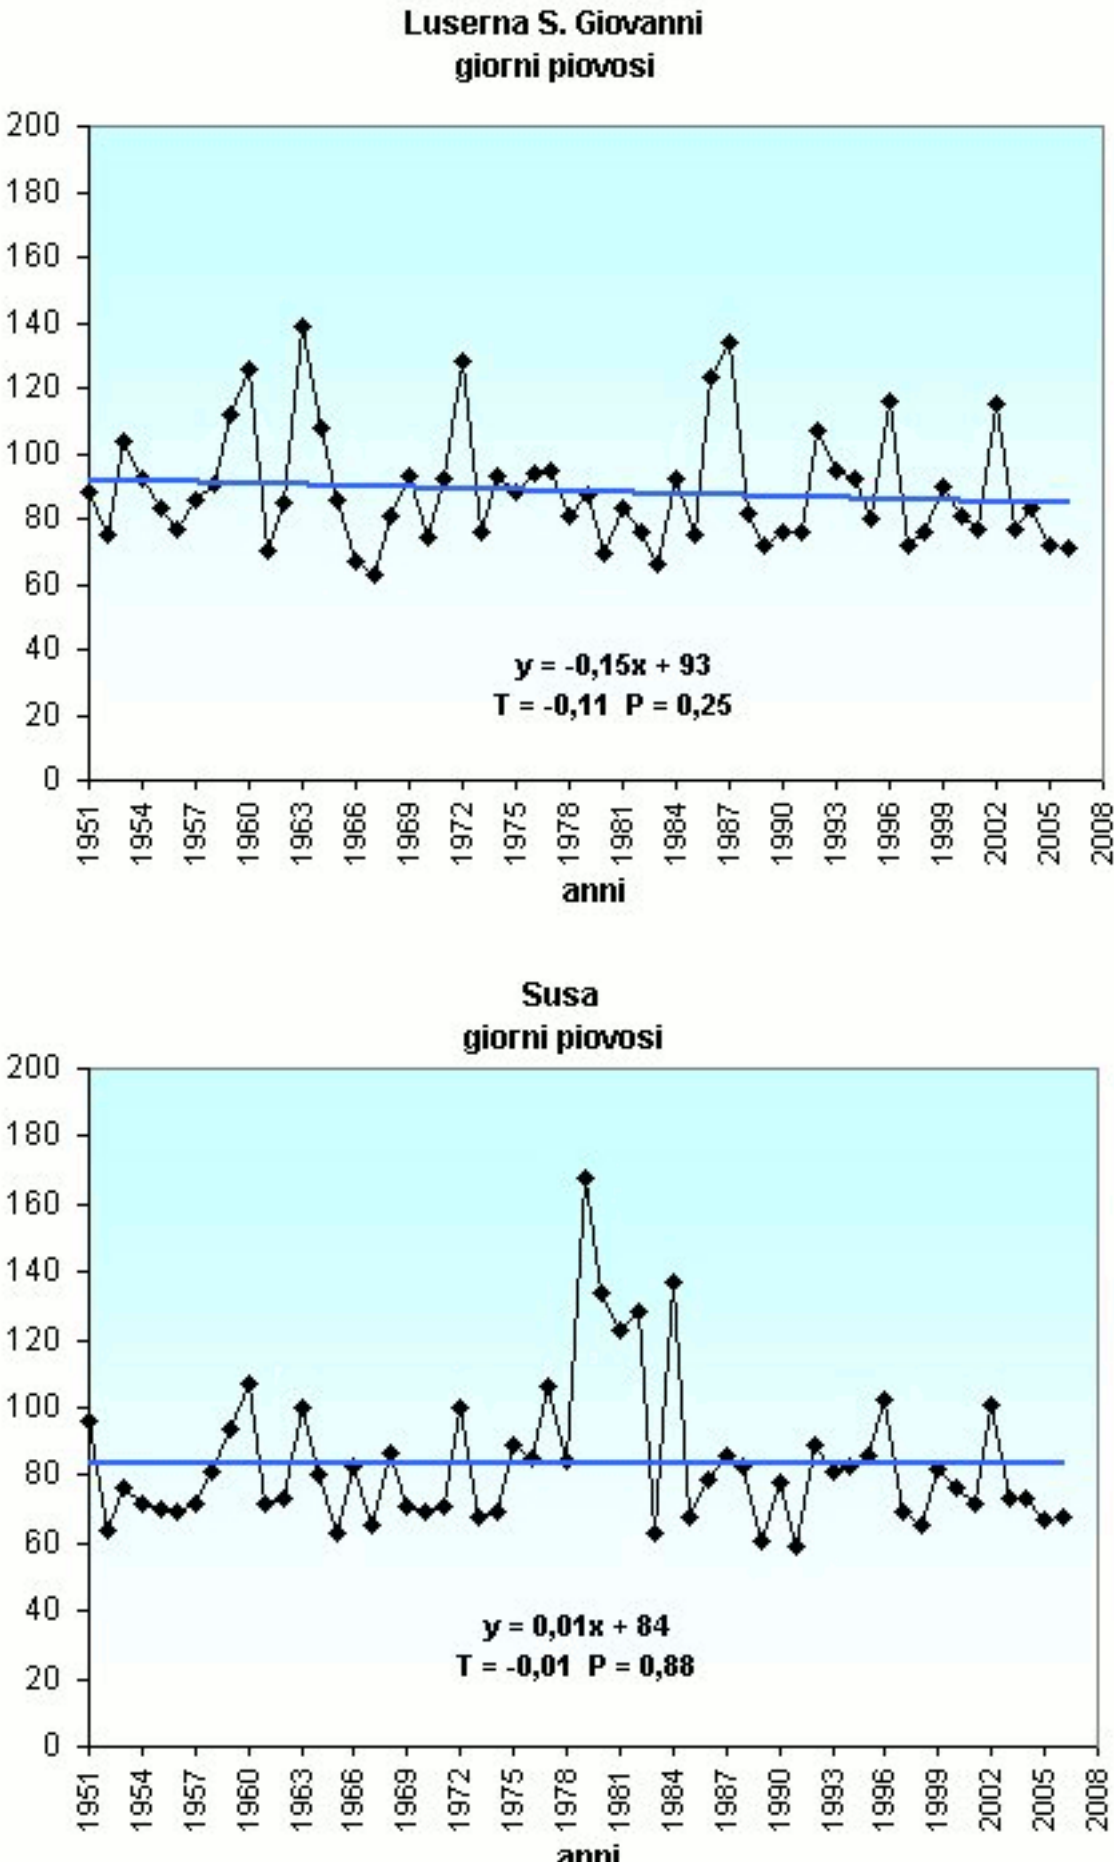 Luserna S. Giovanni
giorni piovosi
200
180
160
140
120
100
80
60
40
20
0
y = -0,15x + 93
T = -0,11 P = 0,25
1951 1954 1957 1960 1963 1966 1969 1972 1975 1978 1981 1984 1987 1990 1993 1996 1999 2002 2005 2008
anni
Susa
giorni piovosi
200
180
160
140
120
100
80
60
40
20
0
y = 0,01x + 84
T = -0,01 P = 0,88
1951 1954 1957 1960 1963 1966 1969 1972 1975 1978 1981 1984 1987 1990 1993 1996 1999 2002 2005 2008
anni